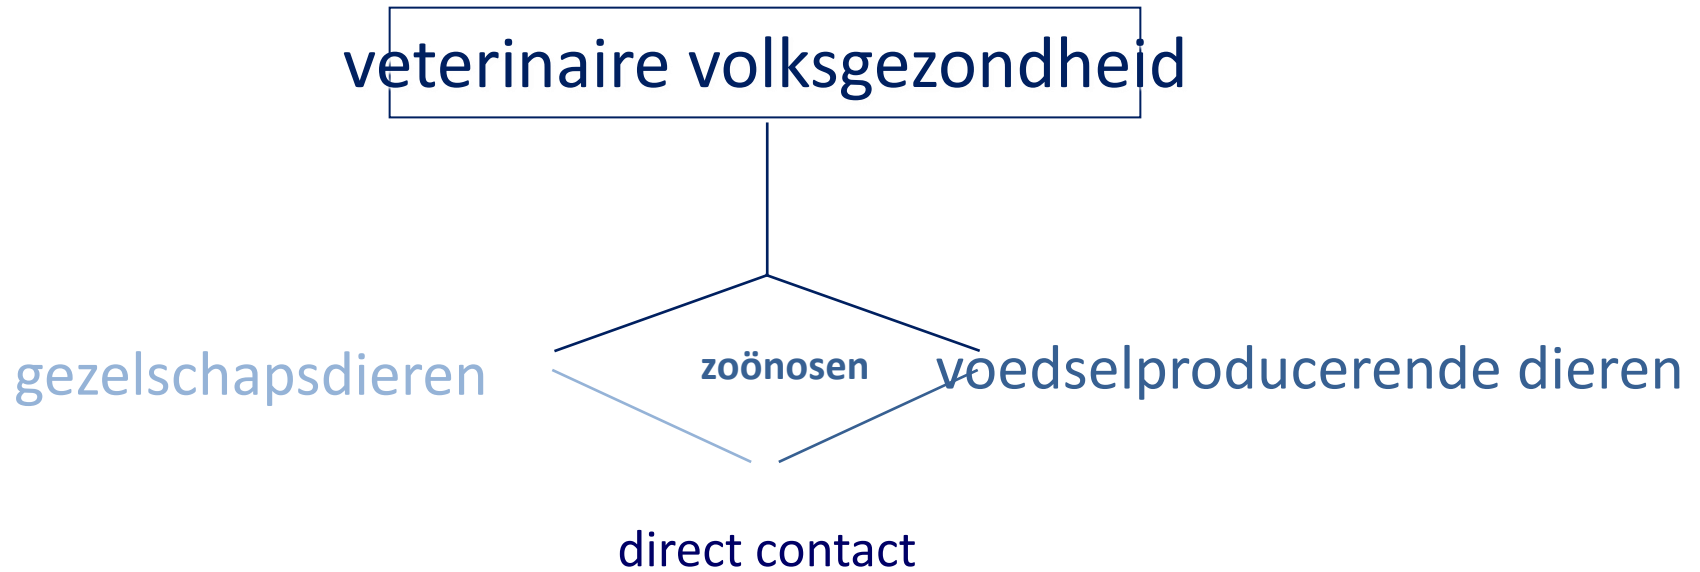 veterinaire volksgezondheid
gezelschapsdieren
zoönosen
voedselproducerende dieren
direct contact